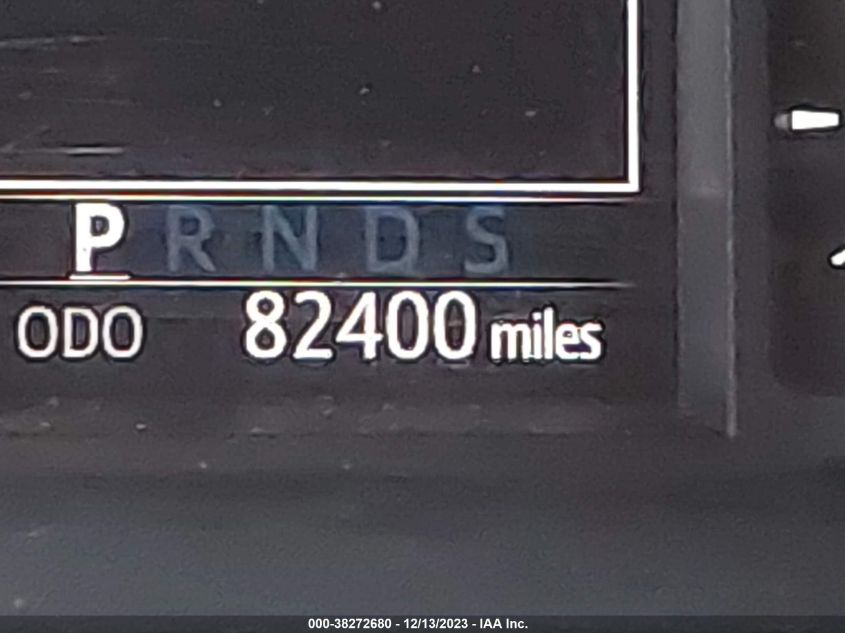 P R N D S
ODO 82400 miles
000-38272680 - 12/13/2023 - IAA Inc.